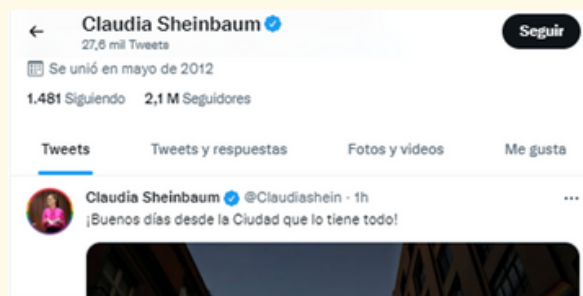 Claudia Sheinbaum
27,6 mil Tweets
Seguir
Se unió en mayo de 2012
1.481 Siguiendo 2,1 M Seguidores
Tweets Tweets y respuestas Fotos y videos Me gusta
Claudia Sheinbaum @Claudiashein · 1h
¡Buenos días desde la Ciudad que lo tiene todo!